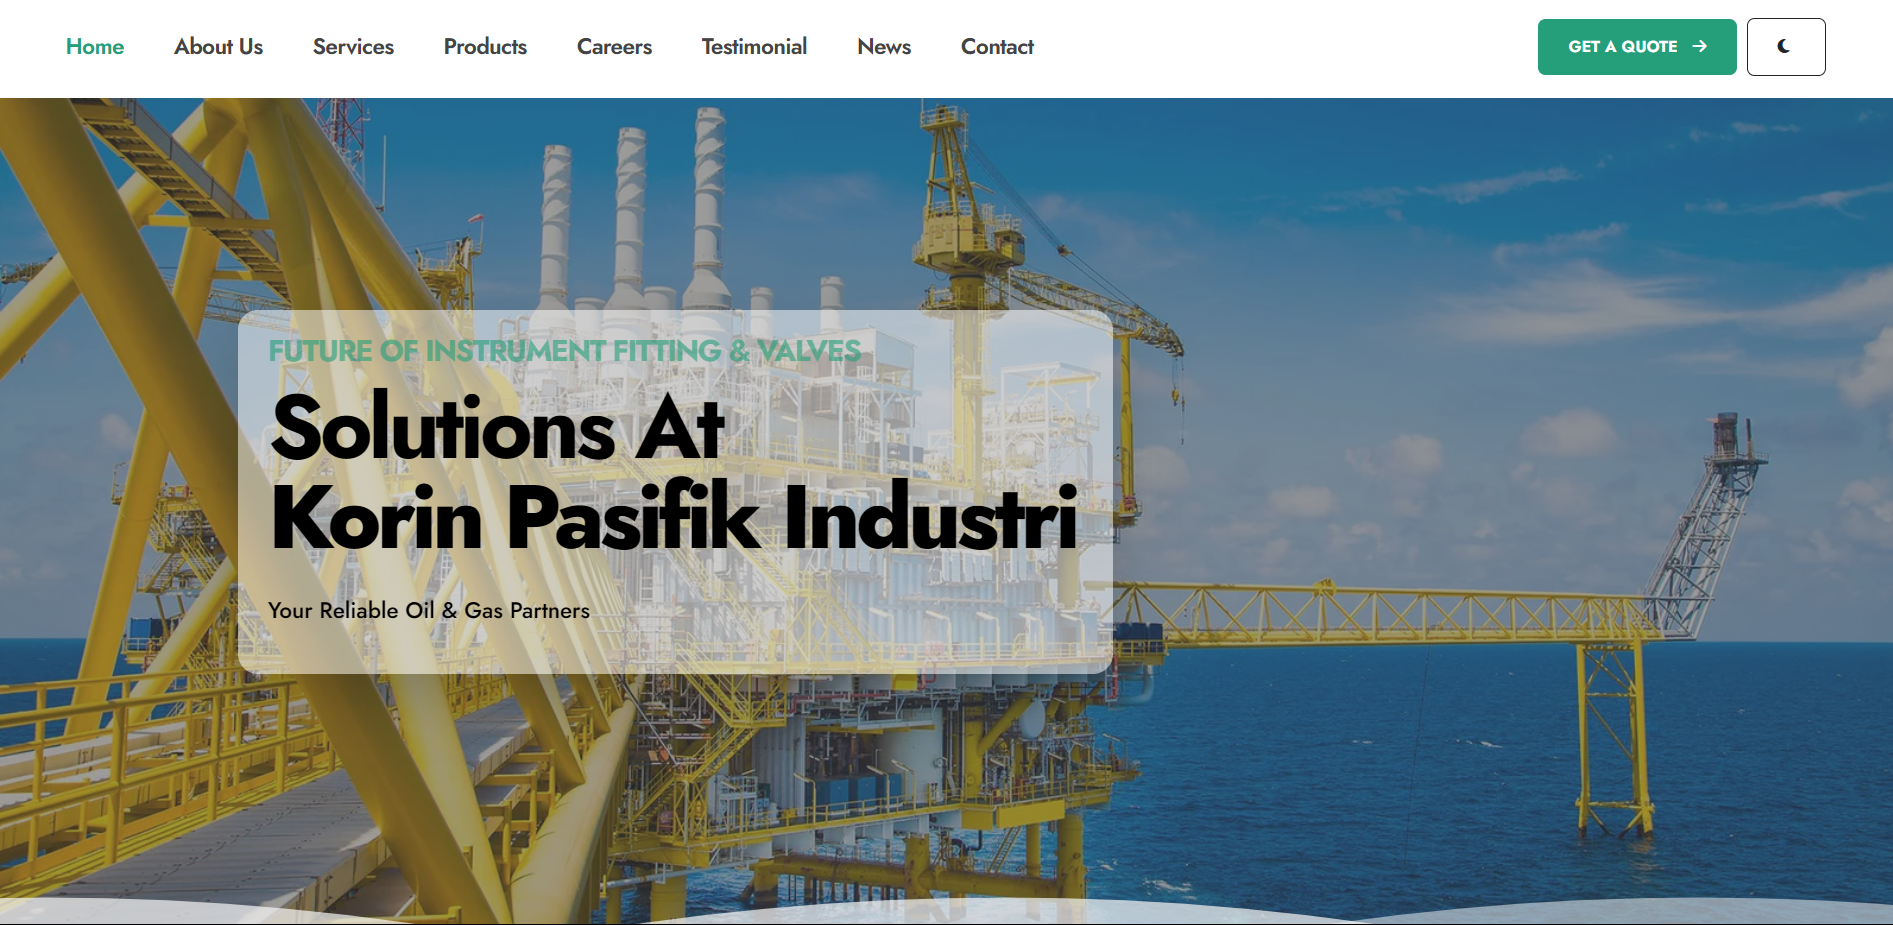 Home About Us Services Products Careers Testimonial News Contact GET A QUOTE
FUTURE OF INSTRUMENT FITTING & VALVES
Solutions At
Korin Pasifik Industri
Your Reliable Oil & Gas Partners